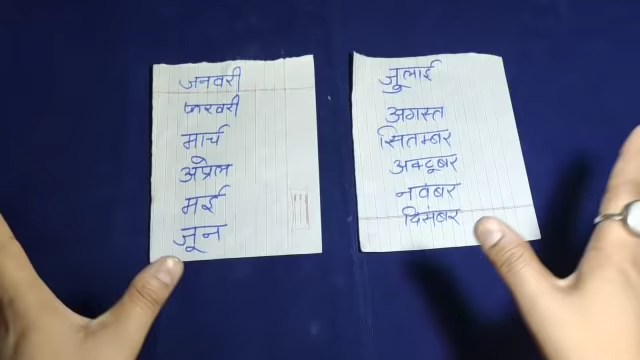 जनवरी
फरवरी
मार्च
अप्रैल
मई
जून
जुलाई
अगस्त
सितम्बर
अक्टूबर
नवंबर
दिसंबर